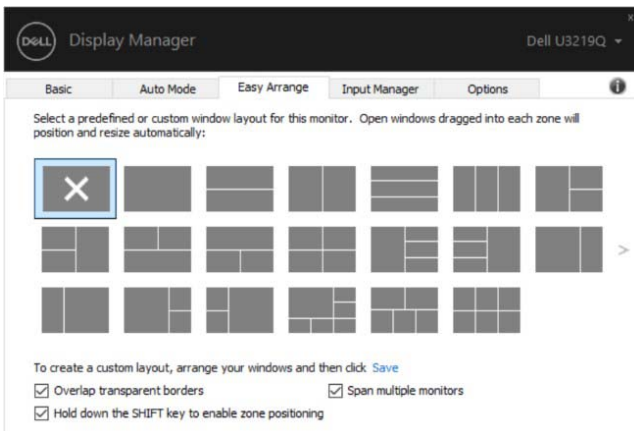 DELL Display Manager Dell U3219Q
Basic Auto Mode Easy Arrange Input Manager Options
Select a predefined or custom window layout for this monitor. Open windows dragged into each zone will
position and resize automatically:
To create a custom layout, arrange your windows and then click Save
Overlap transparent borders Span multiple monitors
Hold down the SHIFT key to enable zone positioning